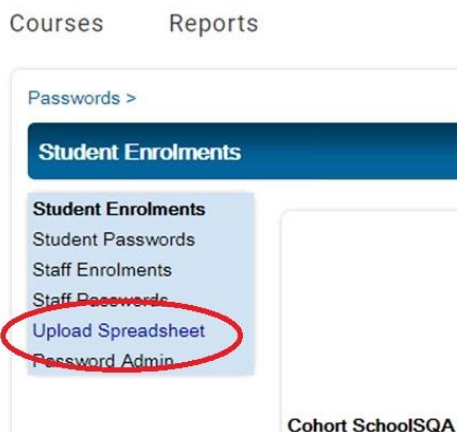 Courses Reports
Passwords >
Student Enrolments
Student Enrolments
Student Passwords
Staff Enrolments
Staff Passwords
Upload Spreadsheet
Password Admin
Cohort SchoolSQA